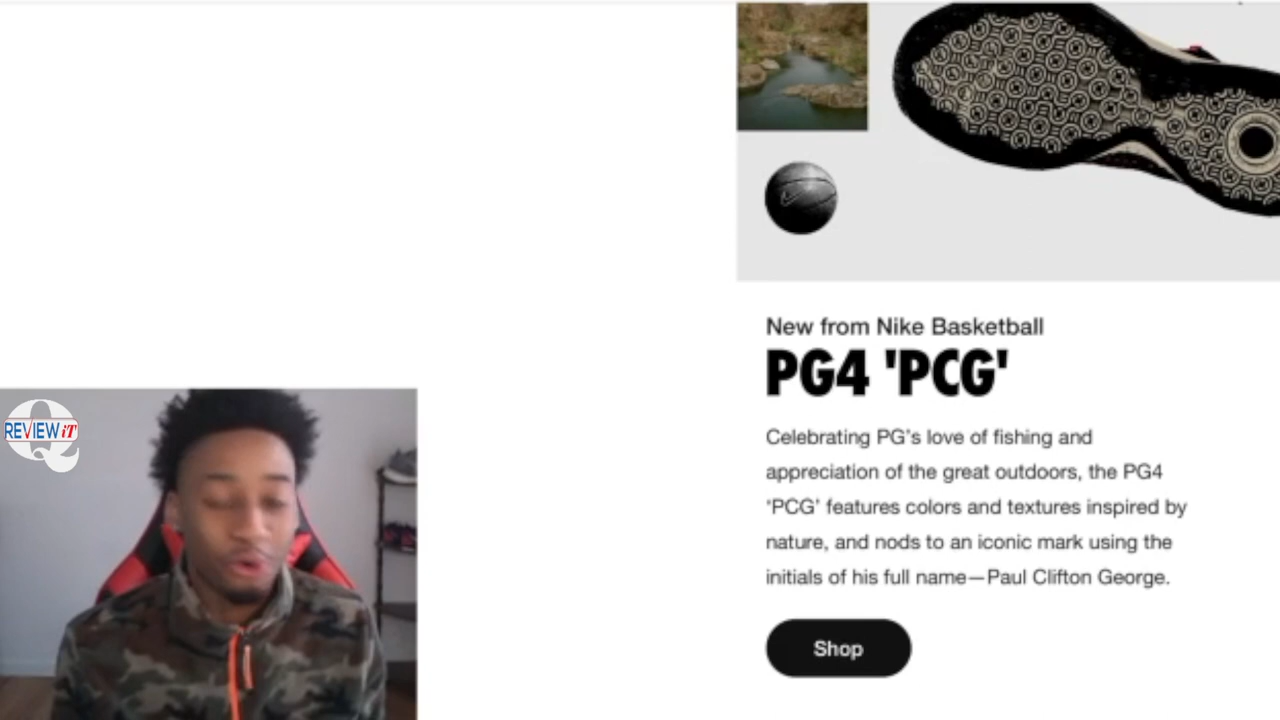 New from Nike Basketball
PG4 'PCG'
Celebrating PG's love of fishing and
appreciation of the great outdoors, the PG4
‘PCG’ features colors and textures inspired by
nature, and nods to an iconic mark using the
initials of his full name—Paul Clifton George.
Shop
Q
REVIEW iT